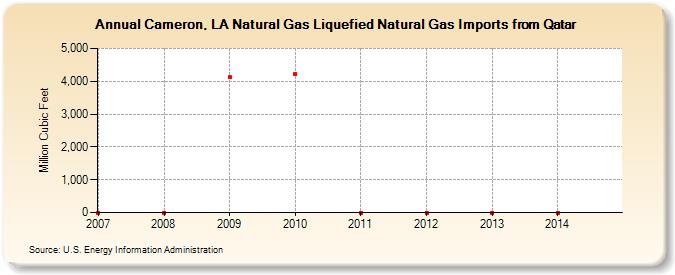 Annual Cameron, LA Natural Gas Liquefied Natural Gas Imports from Qatar
Million Cubic Feet
5,000
4,000
3,000
2,000
1,000
0
2007 2008 2009 2010 2011 2012 2013 2014
Source: U.S. Energy Information Administration